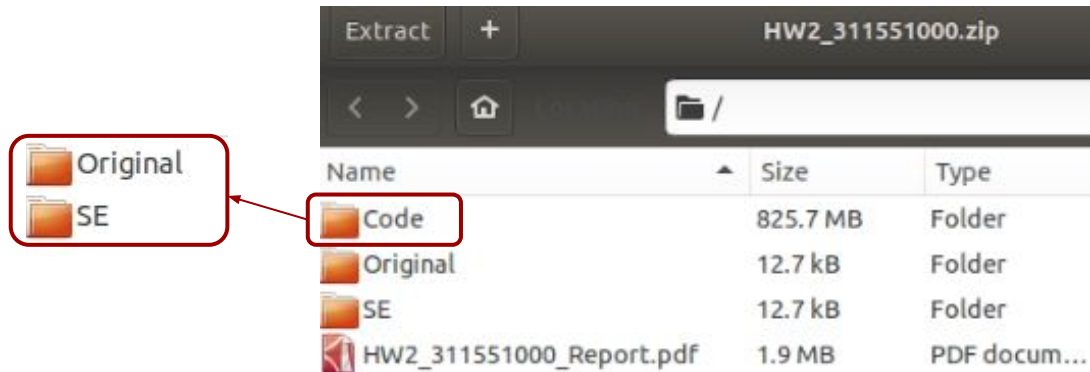 Extract + HW2_311551000.zip
< > /
Original
SE
Name Size Type
Code 825.7 MB Folder
Original 12.7 kB Folder
SE 12.7 kB Folder
HW2_311551000_Report.pdf 1.9 MB PDF docum...